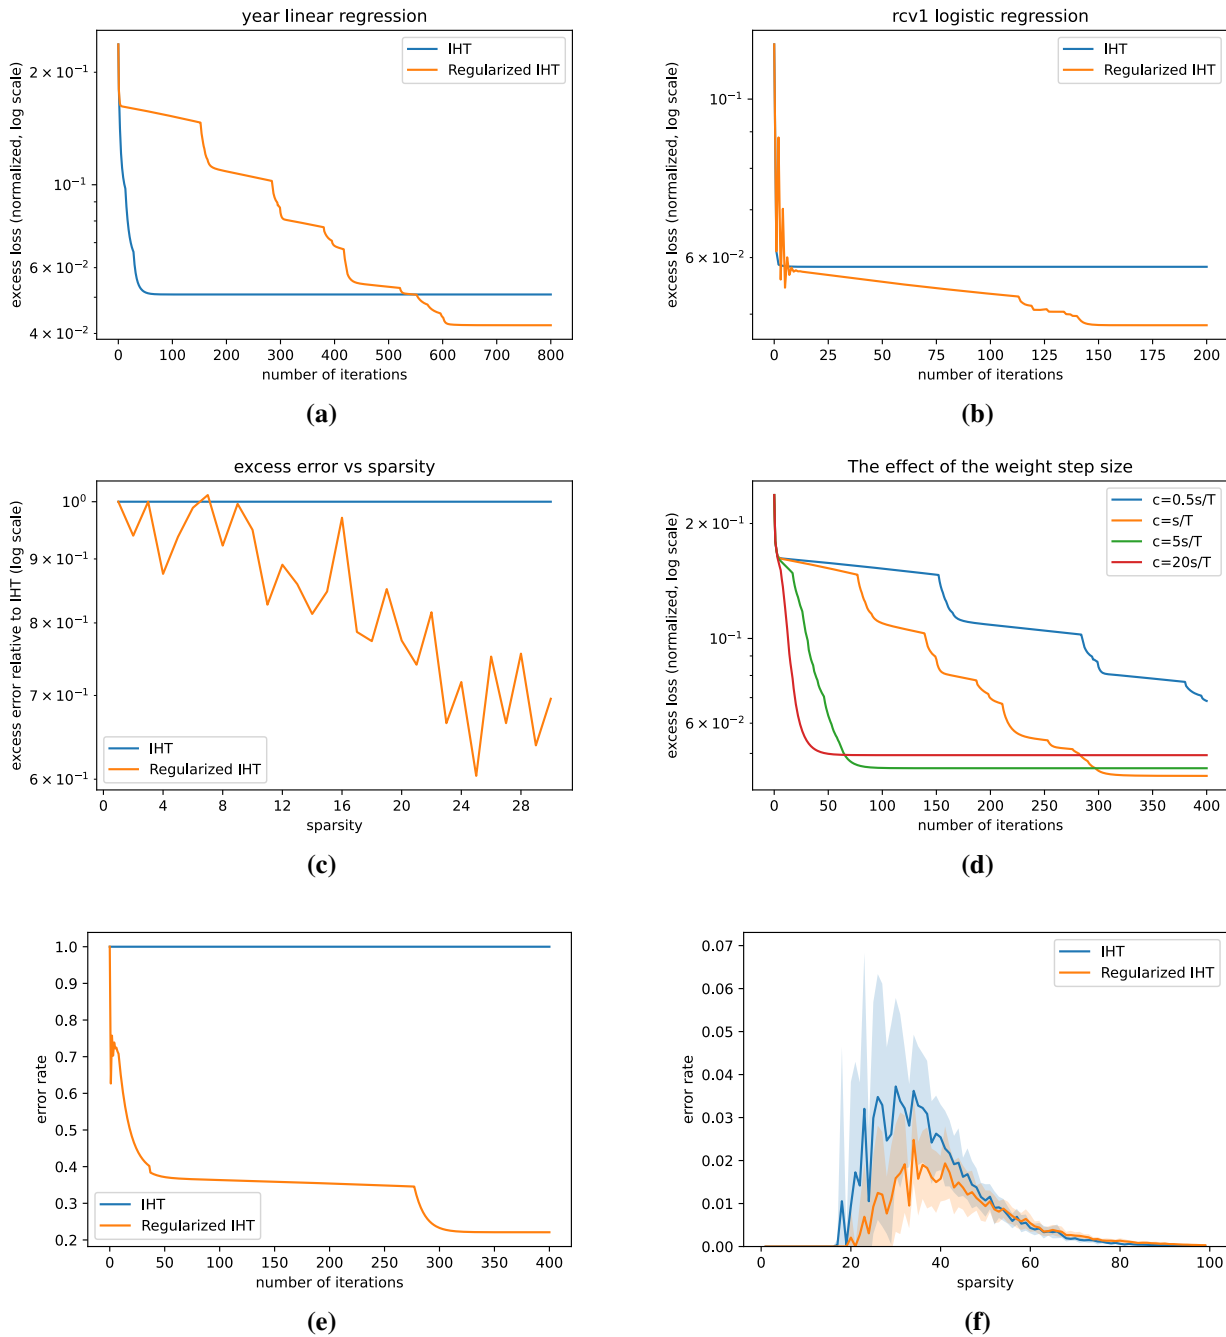 year linear regression
excess loss (normalized, log scale)
2 × 10⁻¹
10⁻¹
6 × 10⁻²
4 × 10⁻²
IHT
Regularized IHT
0 100 200 300 400 500 600 700 800
number of iterations
(a)
rcv1 logistic regression
excess loss (normalized, log scale)
10⁻¹
6 × 10⁻²
IHT
Regularized IHT
0 25 50 75 100 125 150 175 200
number of iterations
(b)
excess error vs sparsity
excess error relative to IHT (log scale)
10⁰
9 × 10⁻¹
8 × 10⁻¹
7 × 10⁻¹
6 × 10⁻¹
IHT
Regularized IHT
0 4 8 12 16 20 24 28
sparsity
(c)
The effect of the weight step size
excess loss (normalized, log scale)
2 × 10⁻¹
10⁻¹
6 × 10⁻²
c=0.5s/T
c=s/T
c=5s/T
c=20s/T
0 50 100 150 200 250 300 350 400
number of iterations
(d)
error rate
1.0
0.9
0.8
0.7
0.6
0.5
0.4
0.3
0.2
IHT
Regularized IHT
0 50 100 150 200 250 300 350 400
number of iterations
(e)
error rate
0.07
0.06
0.05
0.04
0.03
0.02
0.01
0.00
IHT
Regularized IHT
0 20 40 60 80 100
sparsity
(f)